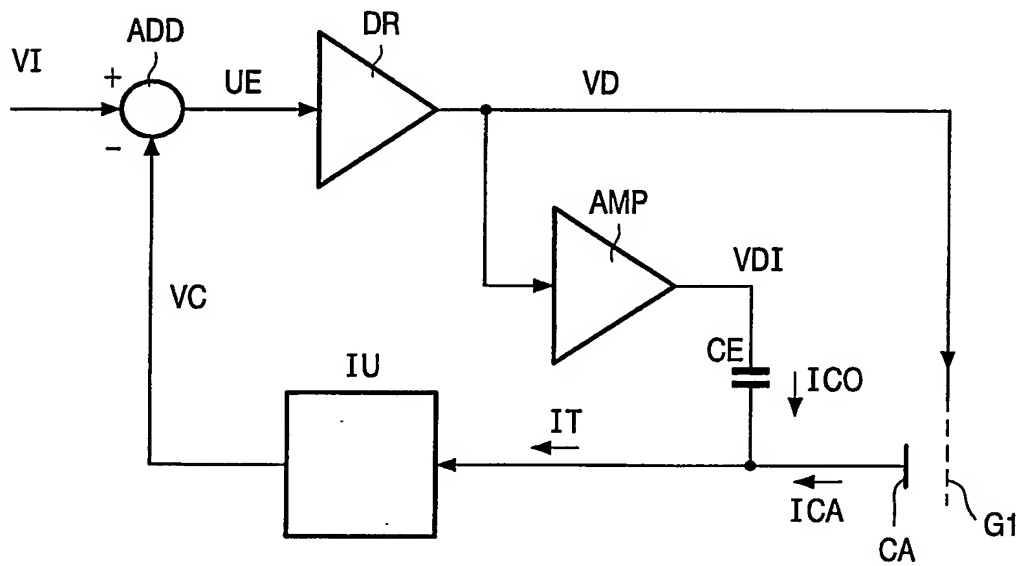 ADD
DR
VI
+
UE
VD
-
AMP
VDI
VC
CE
IU
ICO
IT
ICA
G1
CA